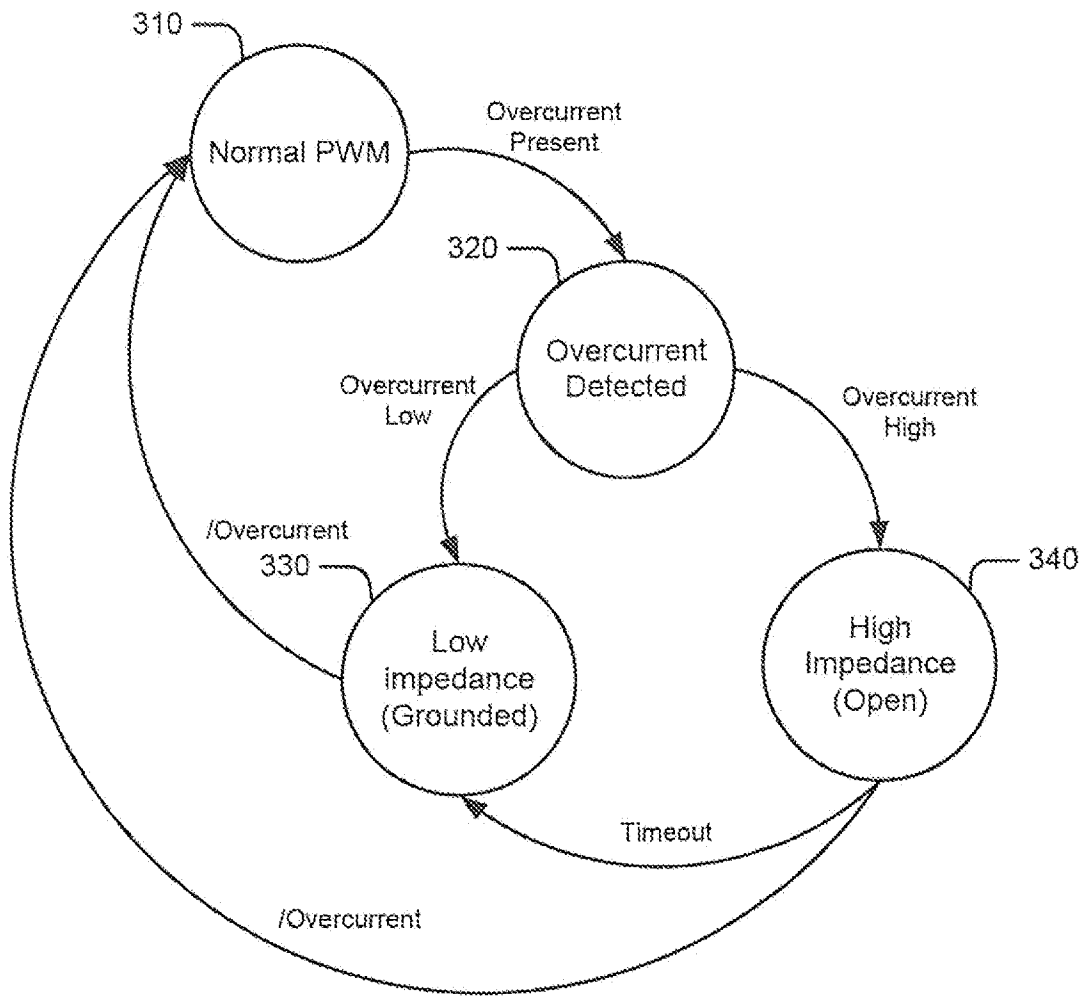 310
Normal PWM
Overcurrent
Present
320
Overcurrent
Detected
Overcurrent
Low
Overcurrent
High
/Overcurrent
330
340
Low
impedance
(Grounded)
High
Impedance
(Open)
Timeout
/Overcurrent